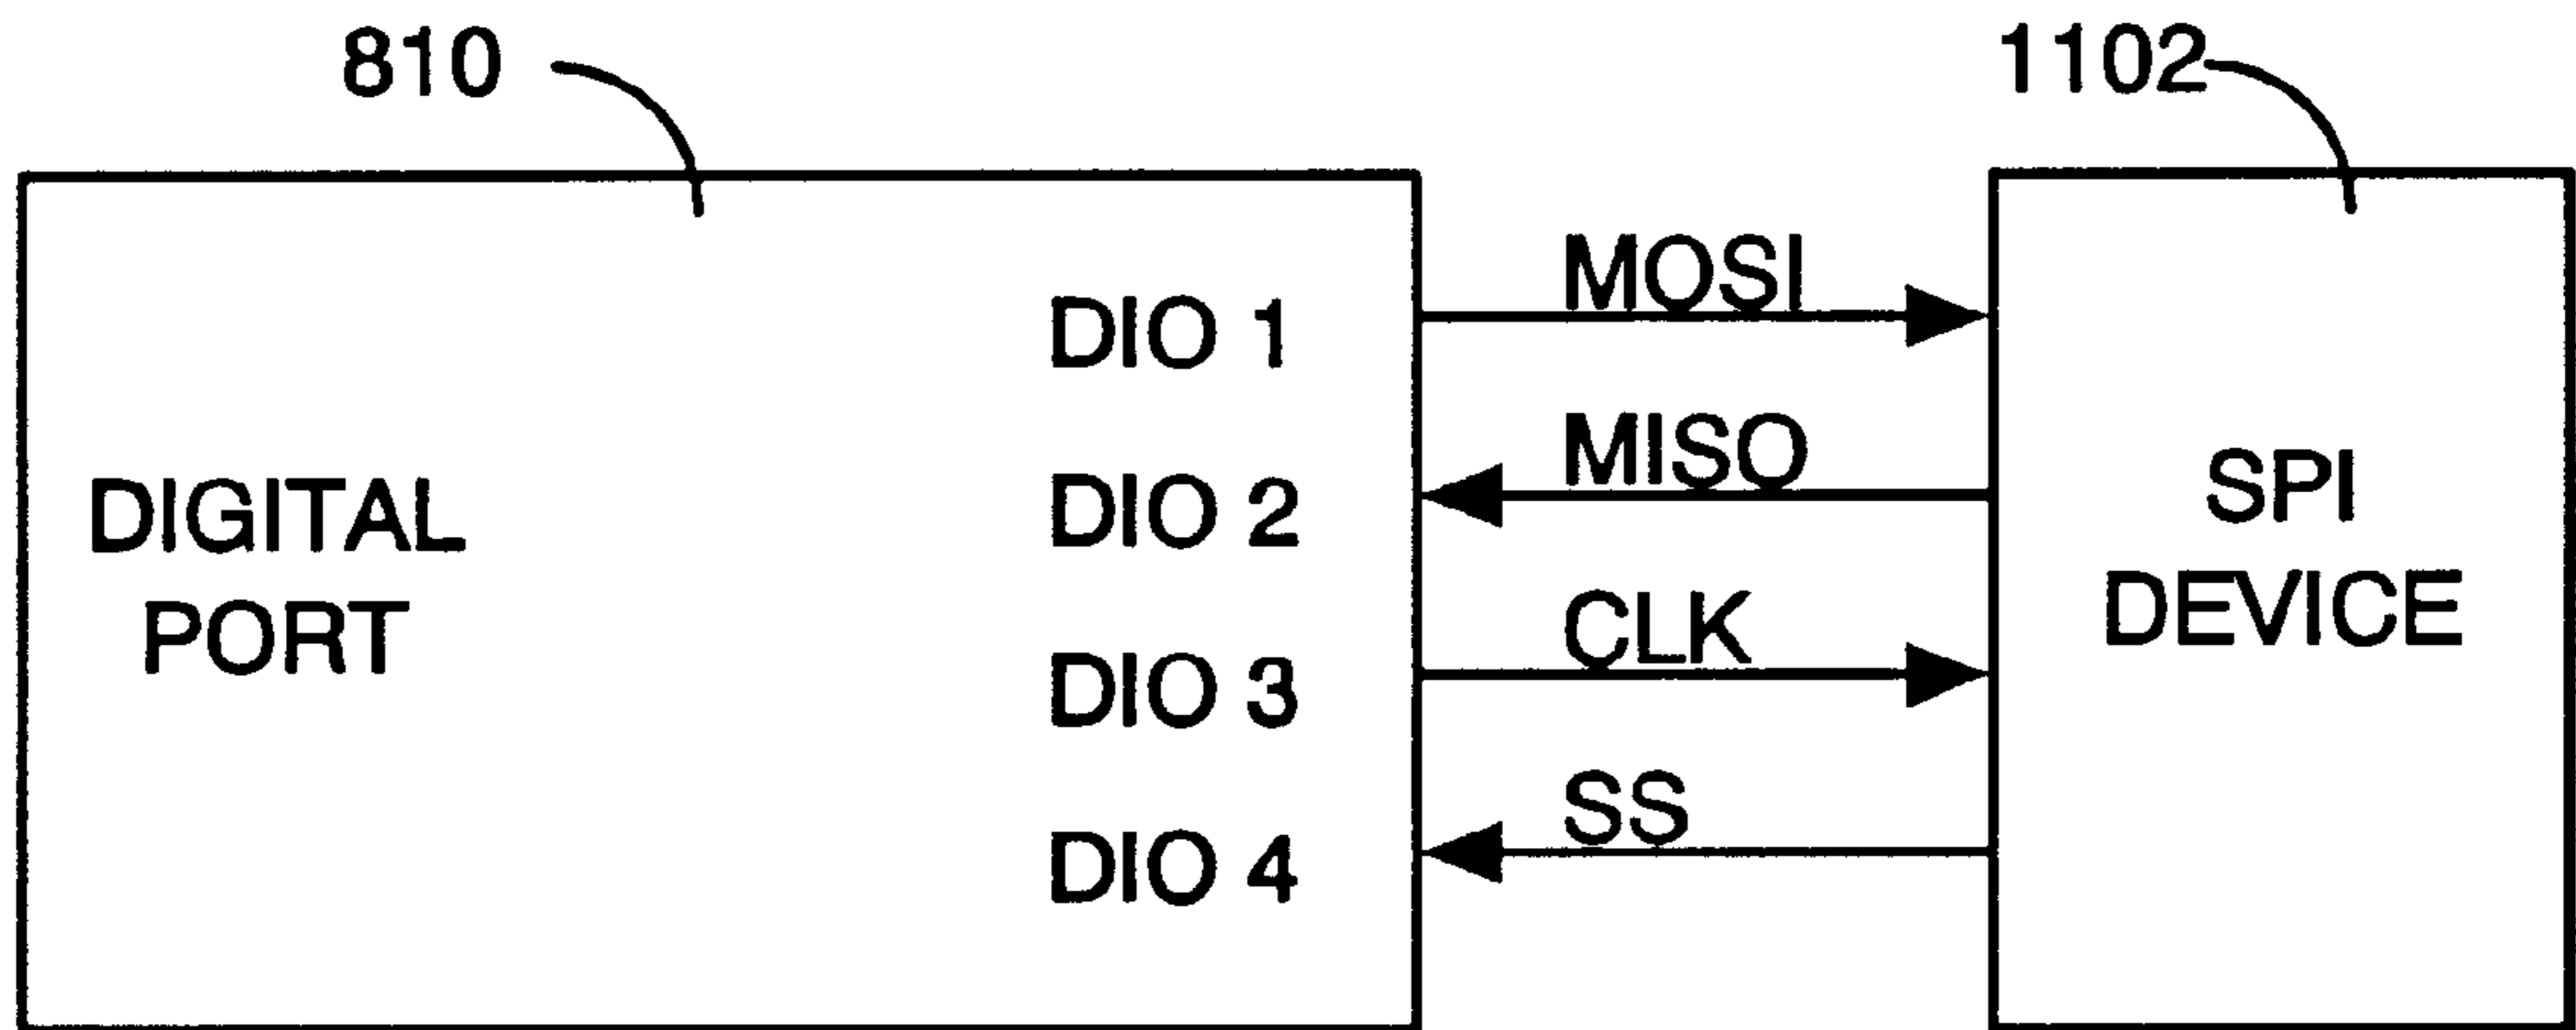 810
1102
DIGITAL
PORT
DIO 1
DIO 2
DIO 3
DIO 4
MOSI
MISO
CLK
SS
SPI
DEVICE